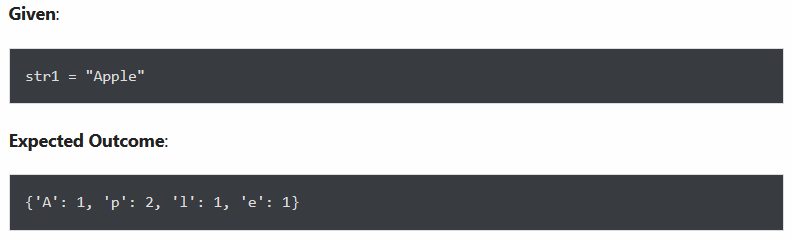 Given:
str1 = "Apple"
Expected Outcome:
{'A': 1, 'p': 2, 'l': 1, 'e': 1}